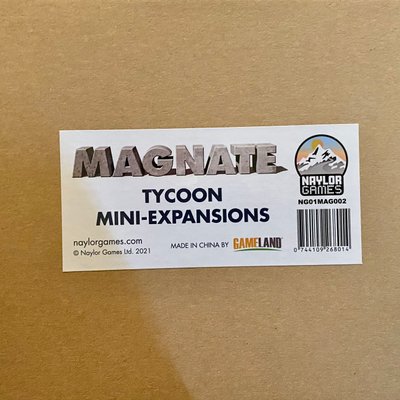 MAGNATE
TYCOON
MINI-EXPANSIONS
naylorgames.com
© Naylor Games Ltd. 2021
MADE IN CHINA BY GAMELAND
NAYLOR
GAMES
NG01MAG002
0 744109 268014